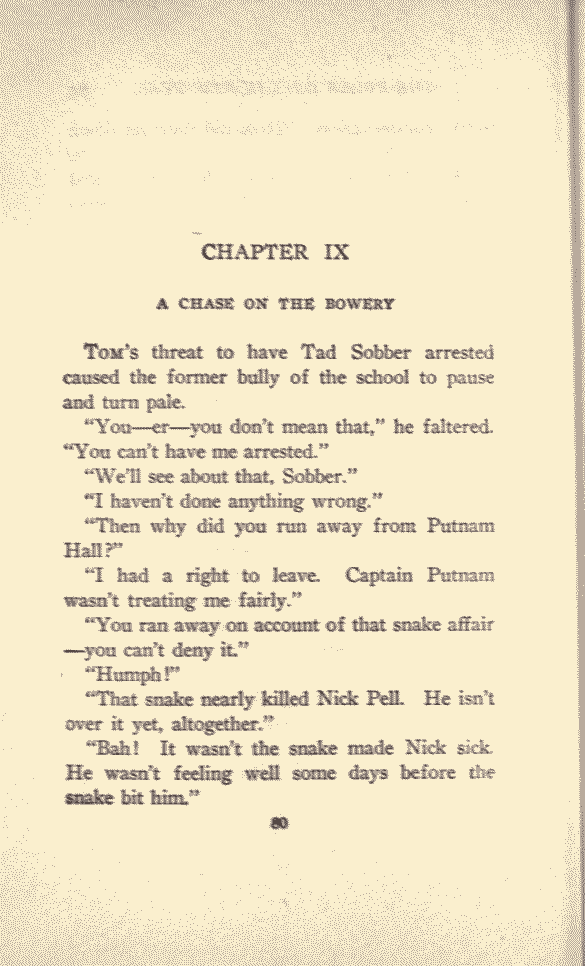 CHAPTER IX
A CHASE ON THE BOWERY
Tom's threat to have Tad Sobber arrested
caused the former bully of the school to pause
and turn pale.
“You—er—you don't mean that,” he faltered.
“You can't have me arrested.”
“We'll see about that, Sobber.”
“I haven't done anything wrong.”
“Then why did you run away from Putnam
Hall?”
“I had a right to leave. Captain Putnam
wasn't treating me fairly.”
“You ran away on account of that snake affair
—you can't deny it.”
“Humph!”
“That snake nearly killed Nick Pell. He isn't
over it yet, altogether.”
“Bah! It wasn't the snake made Nick sick.
He wasn't feeling well some days before the
snake bit him.”
80